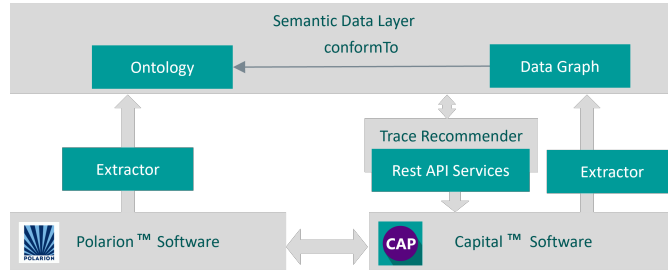 Semantic Data Layer
conformTo
Ontology
Data Graph
Trace Recommender
Extractor
Rest API Services
Extractor
POLARION
Polarion ™ Software
CAP
Capital ™ Software